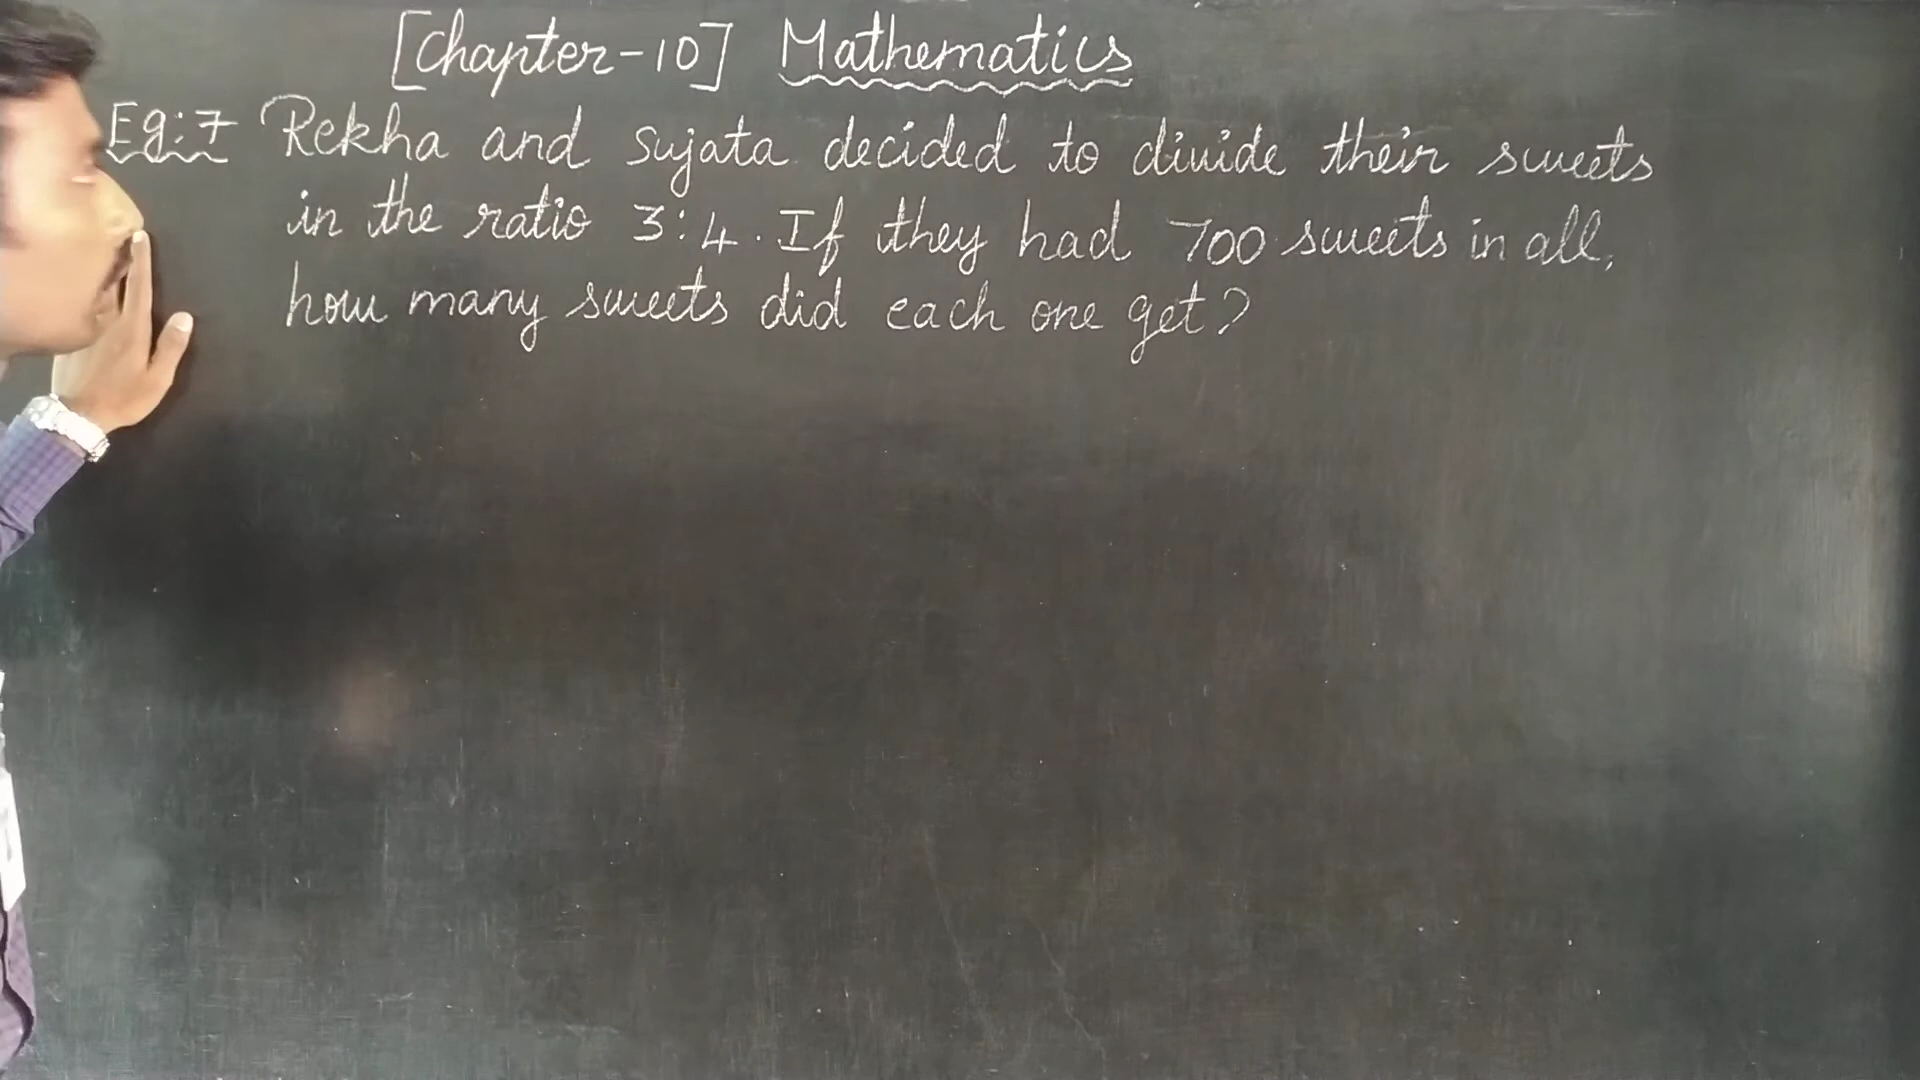 [Chapter-10] Mathematics
Eg:7 Rekha and Sujata decided to divide their sweets
in the ratio 3:4. If they had 700 sweets in all,
how many sweets did each one get?